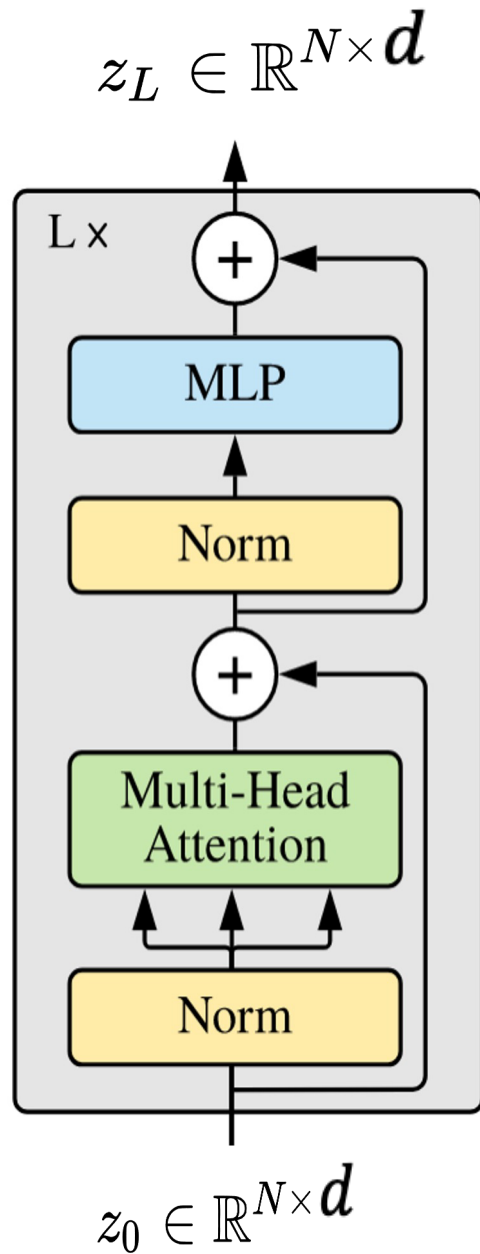 z_L ∈ ℝ^{N×d}
L ×
+
MLP
Norm
+
Multi-Head
Attention
Norm
z_0 ∈ ℝ^{N×d}